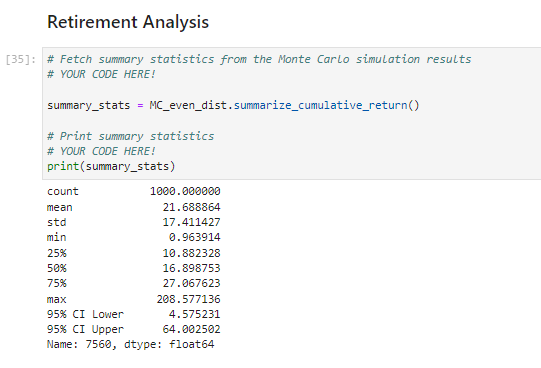 Retirement Analysis
[35]: # Fetch summary statistics from the Monte Carlo simulation results
# YOUR CODE HERE!
summary_stats = MC_even_dist.summarize_cumulative_return()
# Print summary statistics
# YOUR CODE HERE!
print(summary_stats)
count 1000.000000
mean 21.688864
std 17.411427
min 0.963914
25% 10.882328
50% 16.898753
75% 27.067623
max 208.577136
95% CI Lower 4.575231
95% CI Upper 64.002502
Name: 7560, dtype: float64